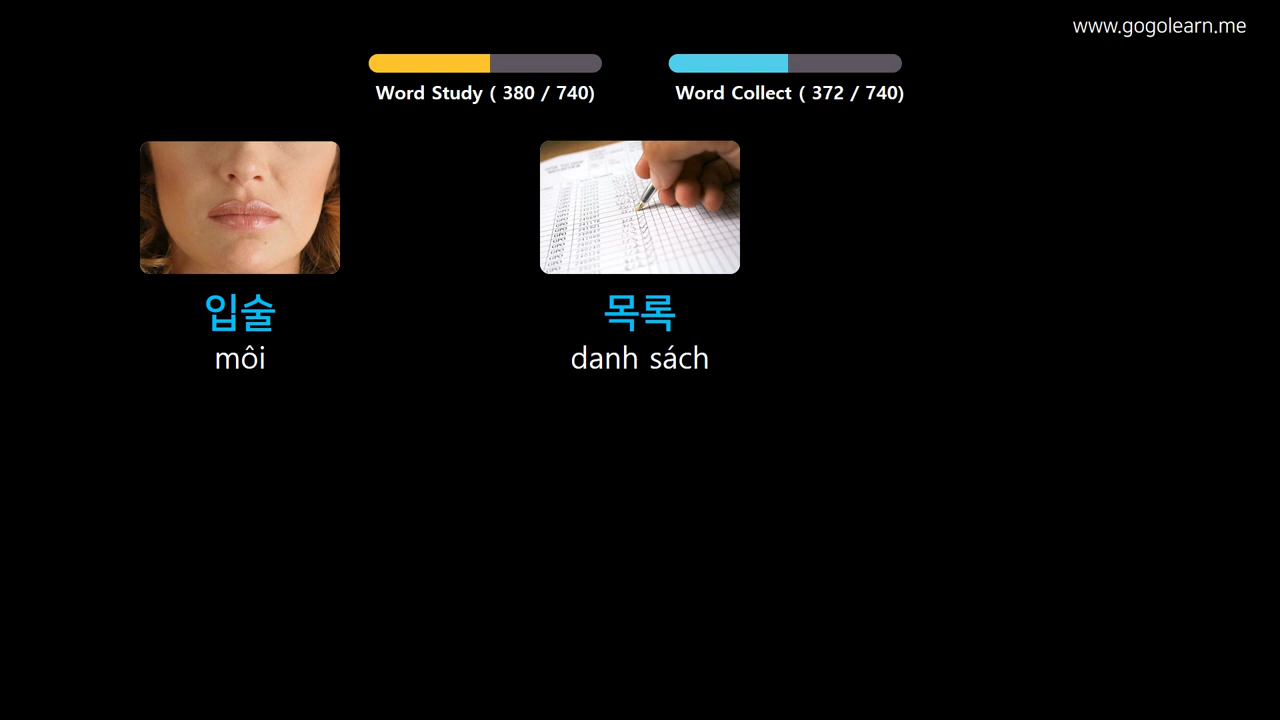 www.gogolearn.me
Word Study ( 380 / 740)
Word Collect ( 372 / 740)
입술
môi
목록
danh sách